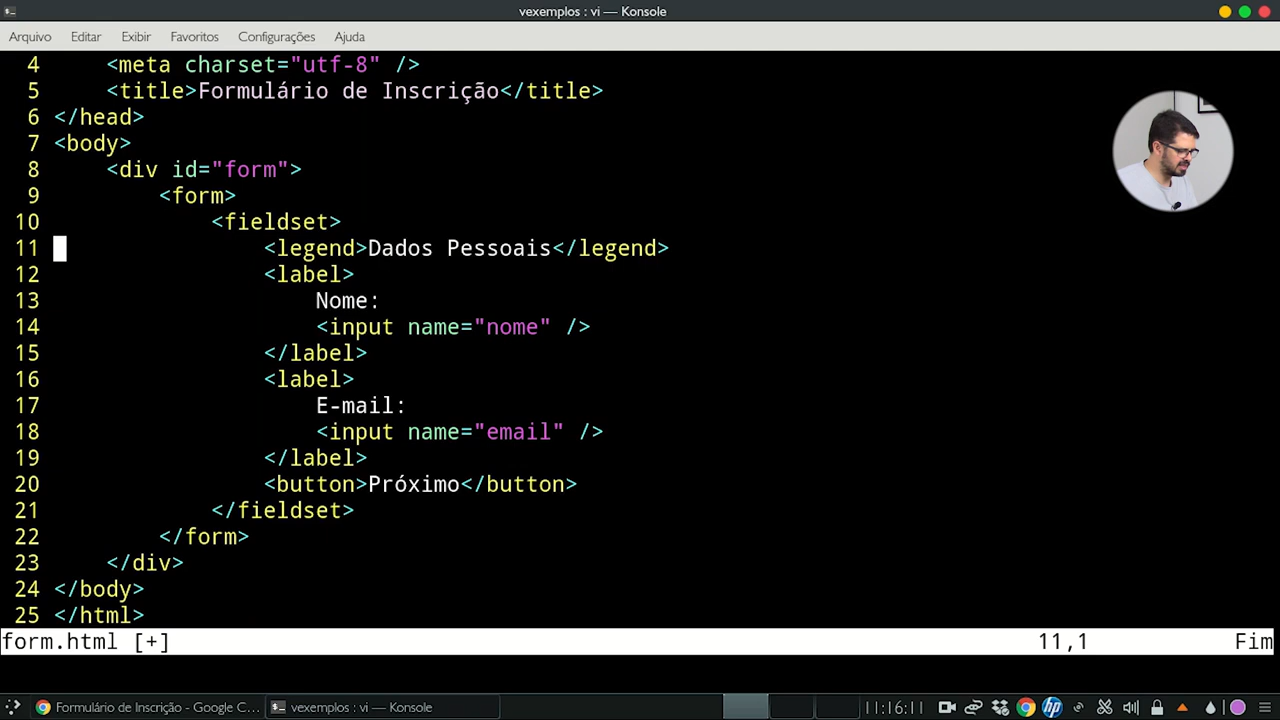 vexemplos : vi — Konsole
Arquivo Editar Exibir Favoritos Configurações Ajuda
4 <meta charset="utf-8" />
5 <title>Formulário de Inscrição</title>
6 </head>
7 <body>
8 <div id="form">
9 <form>
10 <fieldset>
11 <legend>Dados Pessoais</legend>
12 <label>
13 Nome:
14 <input name="nome" />
15 </label>
16 <label>
17 E-mail:
18 <input name="email" />
19 </label>
20 <button>Próximo</button>
21 </fieldset>
22 </form>
23 </div>
24 </body>
25 </html>
form.html [+] 11,1 Fim
Formulário de Inscrição - Google C... vexemplos : vi — Konsole 11:16:11 hp